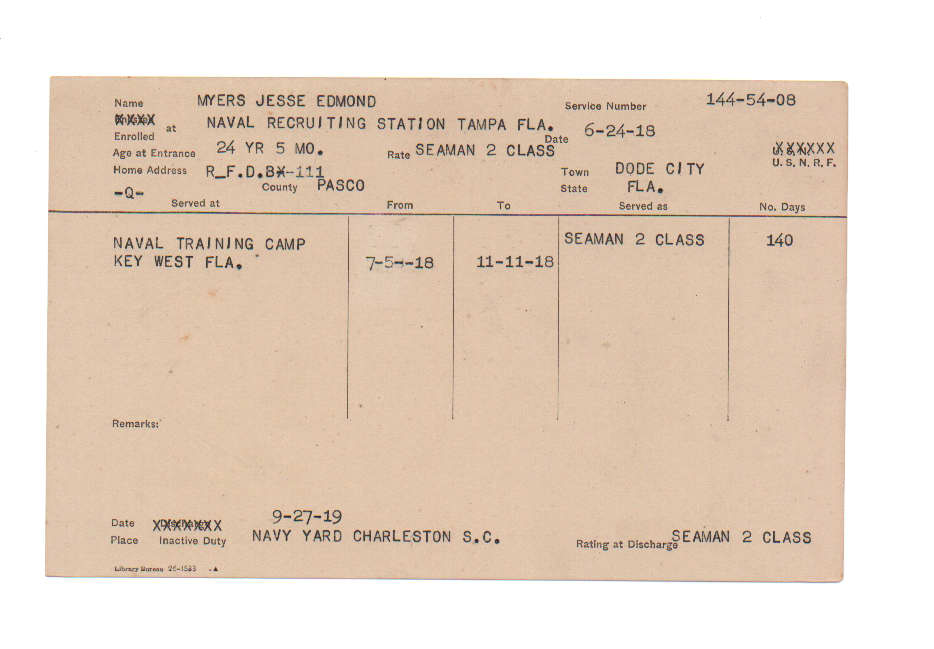 Name MYERS JESSE EDMOND Service Number 144-54-08
Enrolled at NAVAL RECRUITING STATION TAMPA FLA. Date 6-24-18
Age at Entrance 24 YR 5 MO. Rate SEAMAN 2 CLASS U.S.N.R.F.
Home Address R_F.D.BX-111 Town DODE CITY
-Q- County PASCO State FLA.
Served at From To Served as No. Days
NAVAL TRAINING CAMP SEAMAN 2 CLASS 140
KEY WEST FLA. 7-5--18 11-11-18
Remarks:
Date 9-27-19
Place Inactive Duty NAVY YARD CHARLESTON S.C. Rating at Discharge SEAMAN 2 CLASS
Library Bureau 26-1533